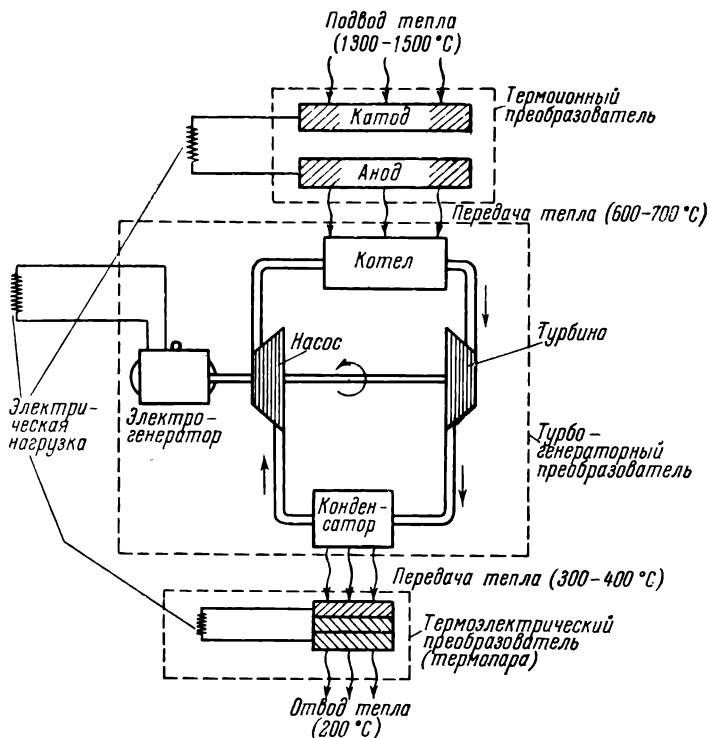 Подвод тепла
(1300-1500°C)
Термоионный
преобразователь
Катод
Анод
Передача тепла (600-700°C)
Котел
Насос
Турбина
Электри-
ческая
нагрузка
Электро-
генератор
Турбо-
генераторный
преобразователь
Конден-
сатор
Передача тепла (300-400°C)
Термоэлектрический
преобразователь
(термопара)
Отвод тепла
(200°C)